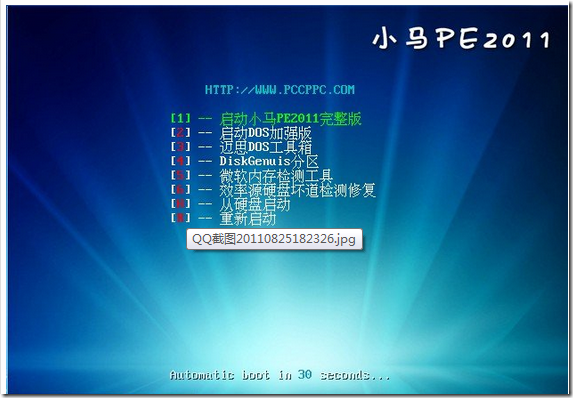 小马PE2011
HTTP://WWW.PCCPPC.COM
[1] -- 启动小马PE2011完整版
[2] -- 启动DOS加强版
[3] -- 迈思DOS工具箱
[4] -- DiskGenuis分区
[5] -- 微软内存检测工具
[6] -- 效率源硬盘坏道检测修复
-- 从硬盘启动
-- 重新启动
QQ截图20110825182326.jpg
Automatic boot in 30 seconds...